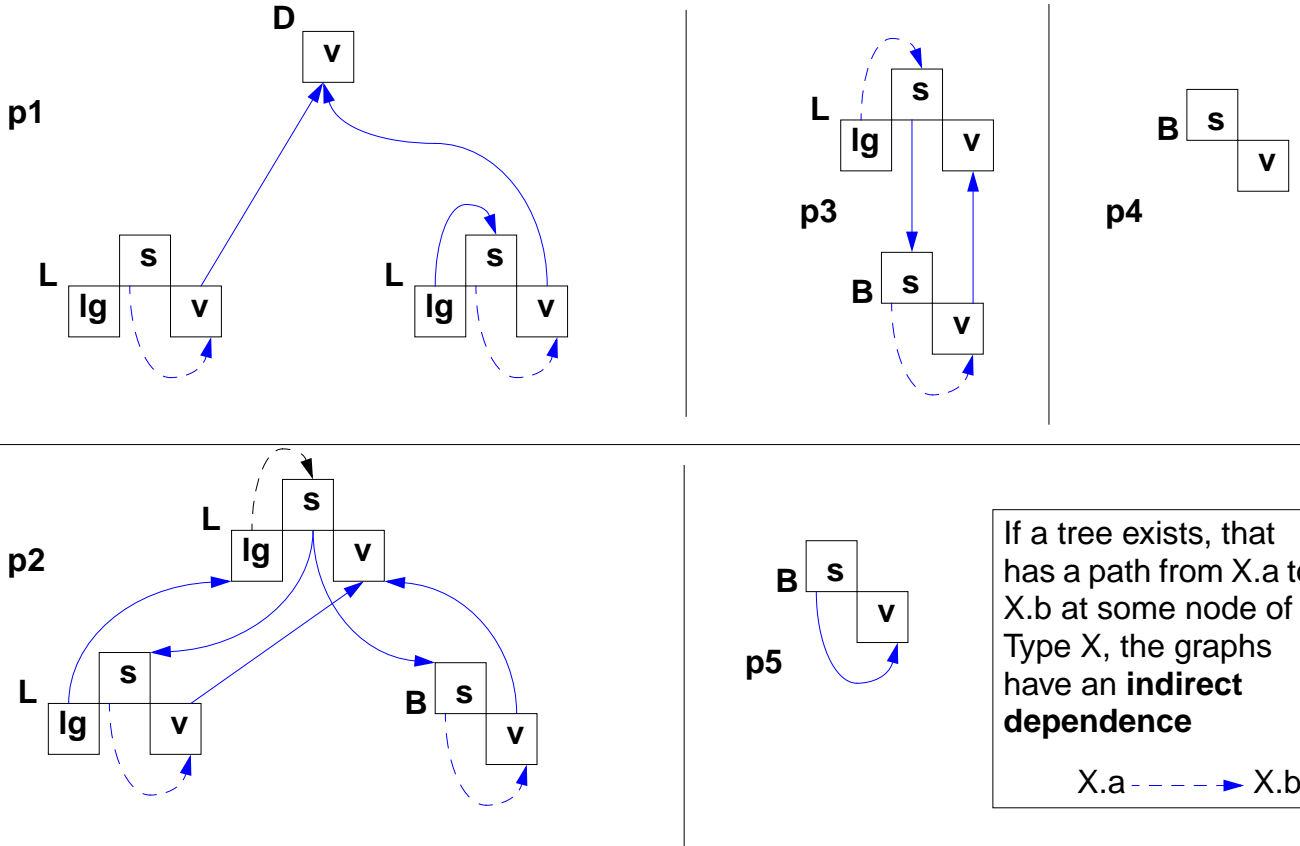 D
v
p1
L
s
lg
v
L
s
lg
v
L
s
lg
v
p3
B
s
v
B
s
v
p4
p2
L
s
lg
v
L
s
lg
v
B
s
v
B
s
v
p5
If a tree exists, that
has a path from X.a t
X.b at some node of
Type X, the graphs
have an indirect
dependence
X.a X.b